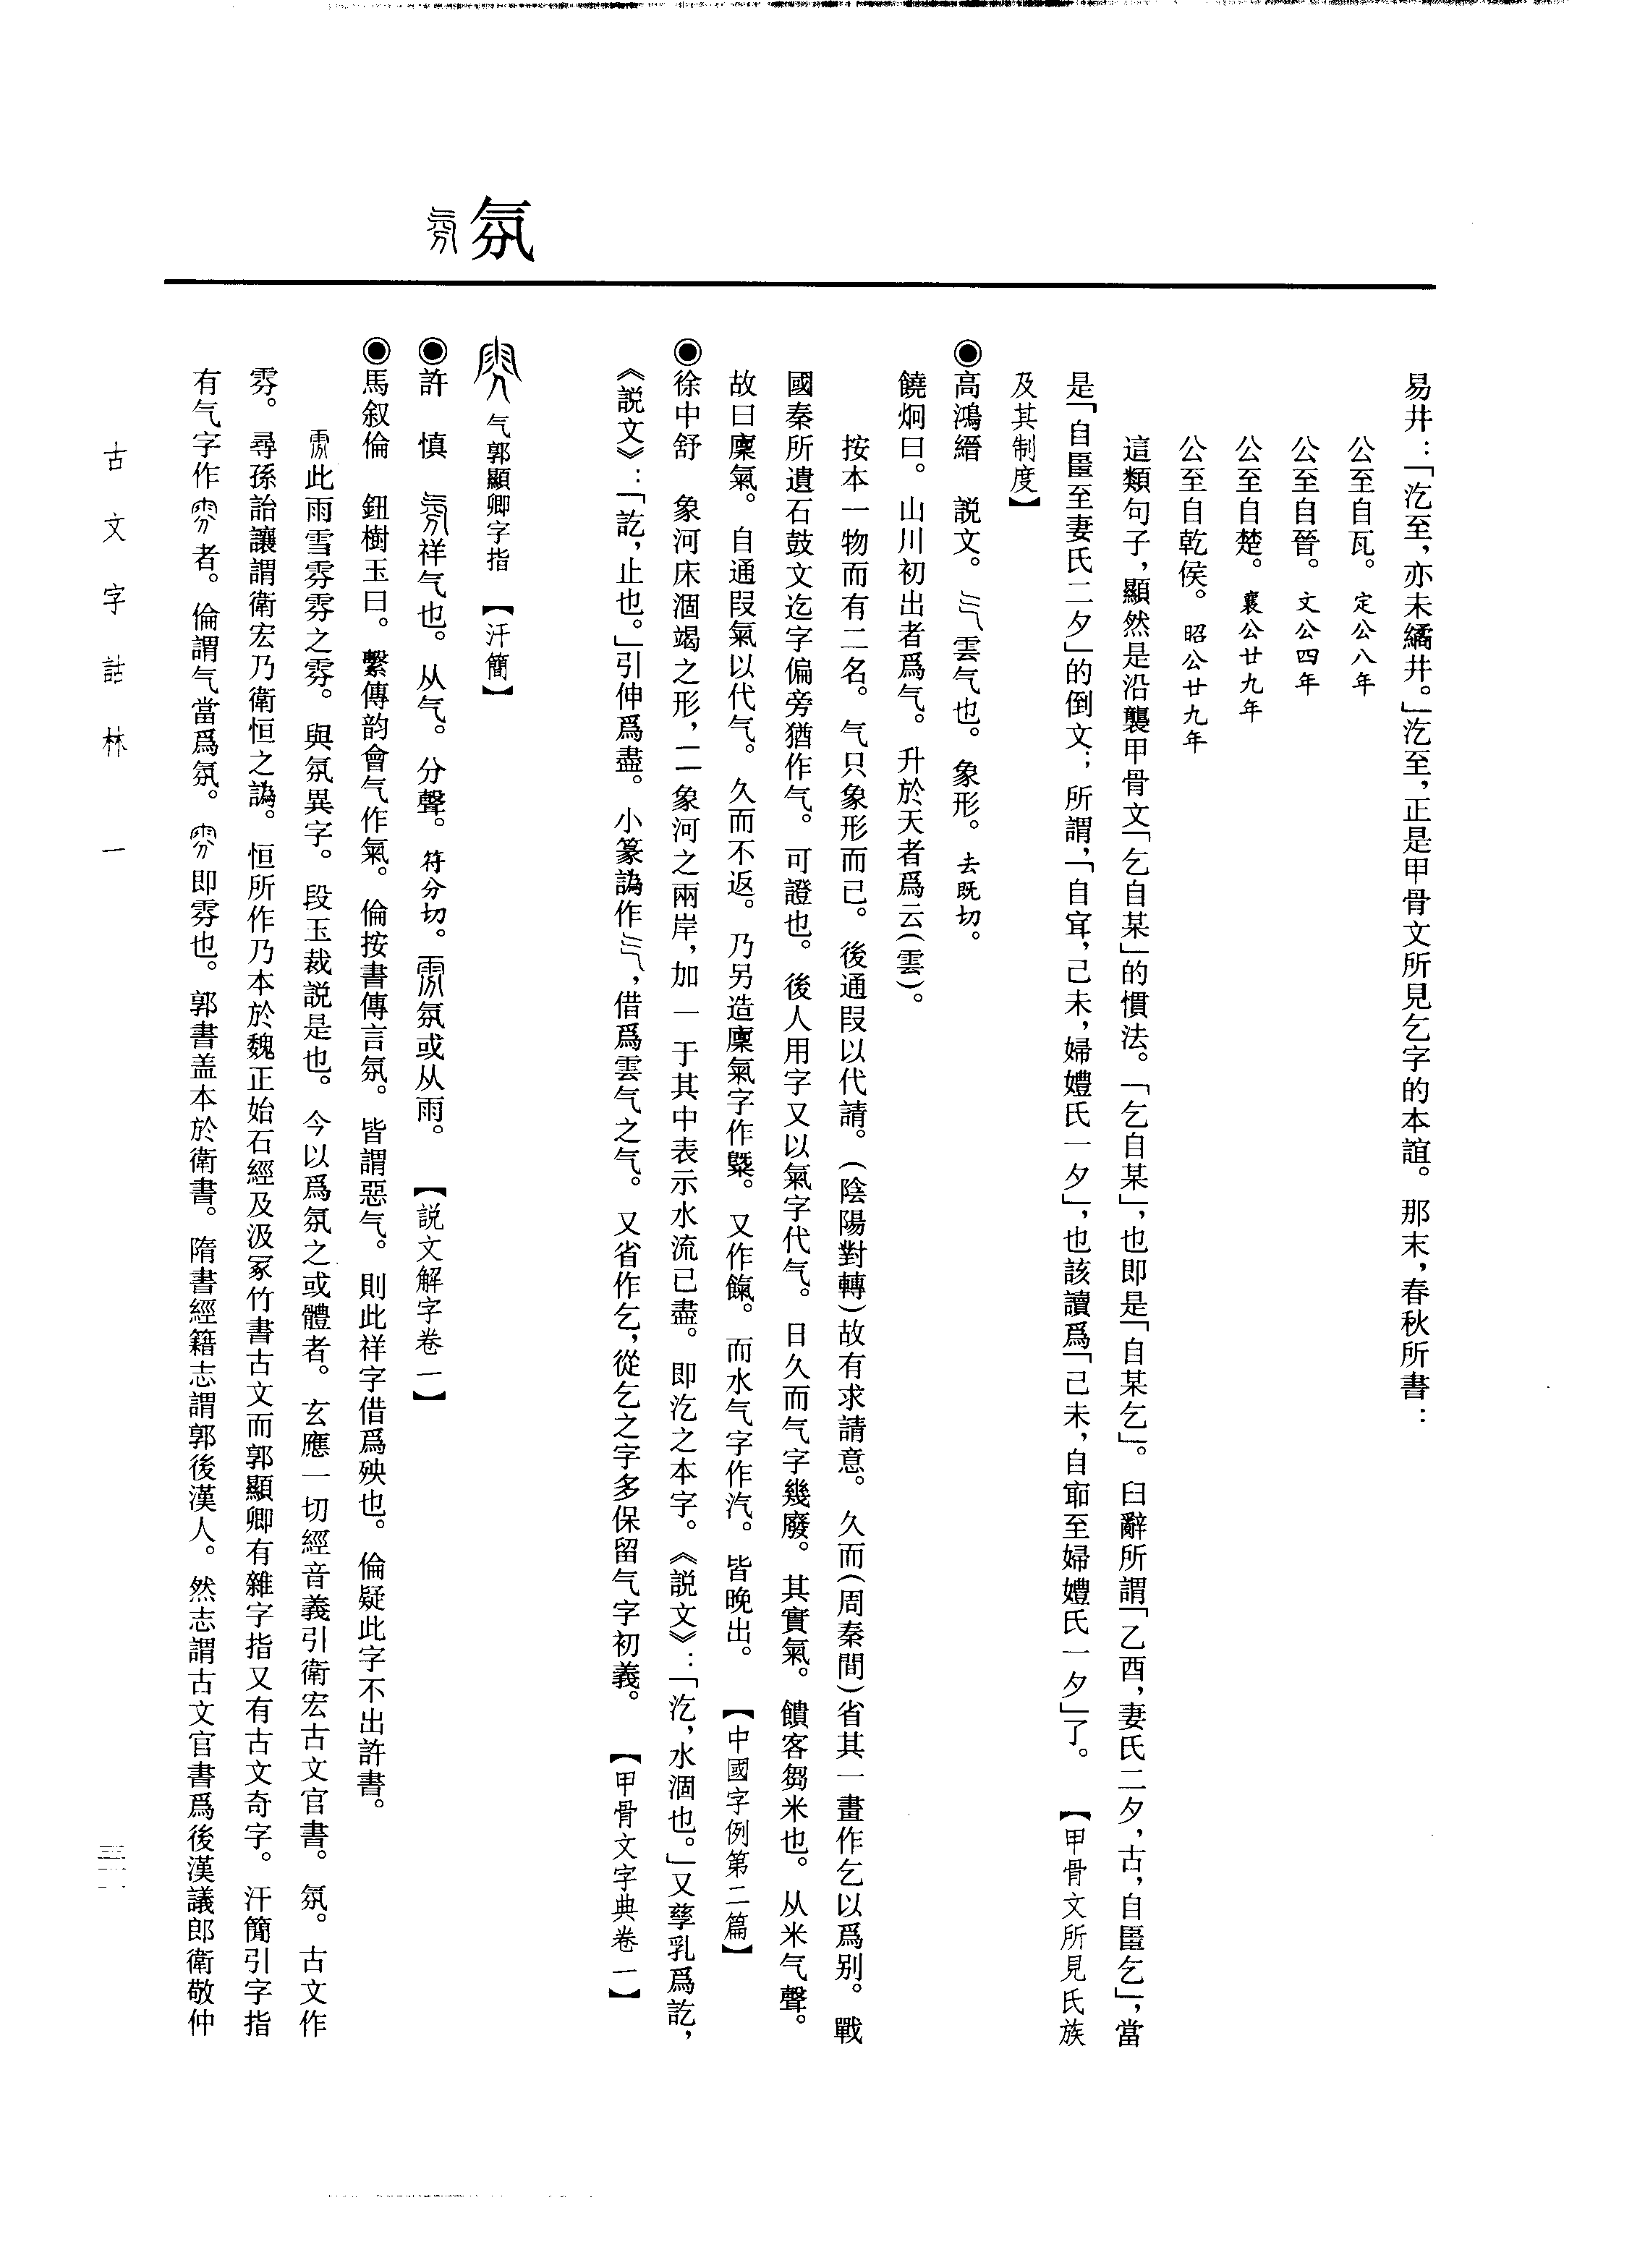 氛
易井：「汔至，亦未繘井。」汔至，正是甲骨文所見乞字的本誼。那末，春秋所書：
公至自瓦。定公八年
公至自晉。文公四年
公至自楚。襄公廿九年
公至自乾侯。昭公廿九年
這類句子，顯然是沿襲甲骨文「乞自某」的慣法。「乞自某」，也即是「自某乞」。臼辭所謂「乙酉，妻氏二夕，古，自乞」，當
是「自至妻氏二夕」的倒文；所謂，「自，己未，婦嬄氏一夕」，也該讀爲「己未，自至婦氏一夕」了。【甲骨文所見氏族
及其制度】
◉高鴻縉　説文。雲气也。象形。去既切。
饒炯曰。山川初出者爲气。升於天者爲云（雲）。
按本一物而有二名。气只象形而已。後通叚以代請。（陰陽對轉）故有求請意。久而（周秦間）省其一畫作乞以爲别。戰
國秦所遺石鼓文迄字偏旁猶作气。可證也。後人用字又以氣字代气。日久而气字幾廢。其實氣。饋客芻米也。从米气聲。
故曰稟氣。自通叚氣以代气。久而不返。乃另造稟氣字作槩。又作餼。而水气字作汽。皆晚出。【中國字例第二篇】
◉徐中舒　象河床涸竭之形，二象河之兩岸，加一于其中表示水流已盡。即汔之本字。《説文》：「汔，水涸也。」又孳乳爲訖，
《説文》：「訖，止也。」引伸爲盡。小篆譌作，借爲雲气之气。又省作乞，從乞之字多保留气字初義。【甲骨文字典卷一】
气郭顯卿字指【汗簡】
◉許　慎　祥气也。从气。分聲。符分切。氛或从雨。【説文解字卷一】
◉馬叙倫　鈕樹玉曰。繫傳韵會气作氣。倫按書傳言氛。皆謂惡气。則此祥字借爲殃也。倫疑此字不出許書。
此雨雪雰雰之雰。與氛異字。段玉裁説是也。今以爲氛之或體者。玄應一切經音義引衛宏古文官書。氛。古文作
雰。尋孫詒讓謂衛宏乃衛恒之譌。恒所作乃本於魏正始石經及汲冢竹書古文而郭顯卿有雜字指又有古文奇字。汗簡引字指
有气字作者。倫謂气當爲氛。即雰也。郭書盖本於衛書。隋書經籍志謂郭後漢人。然志謂古文官書爲後漢議郎衛敬仲
古文字詁林　一
三一一